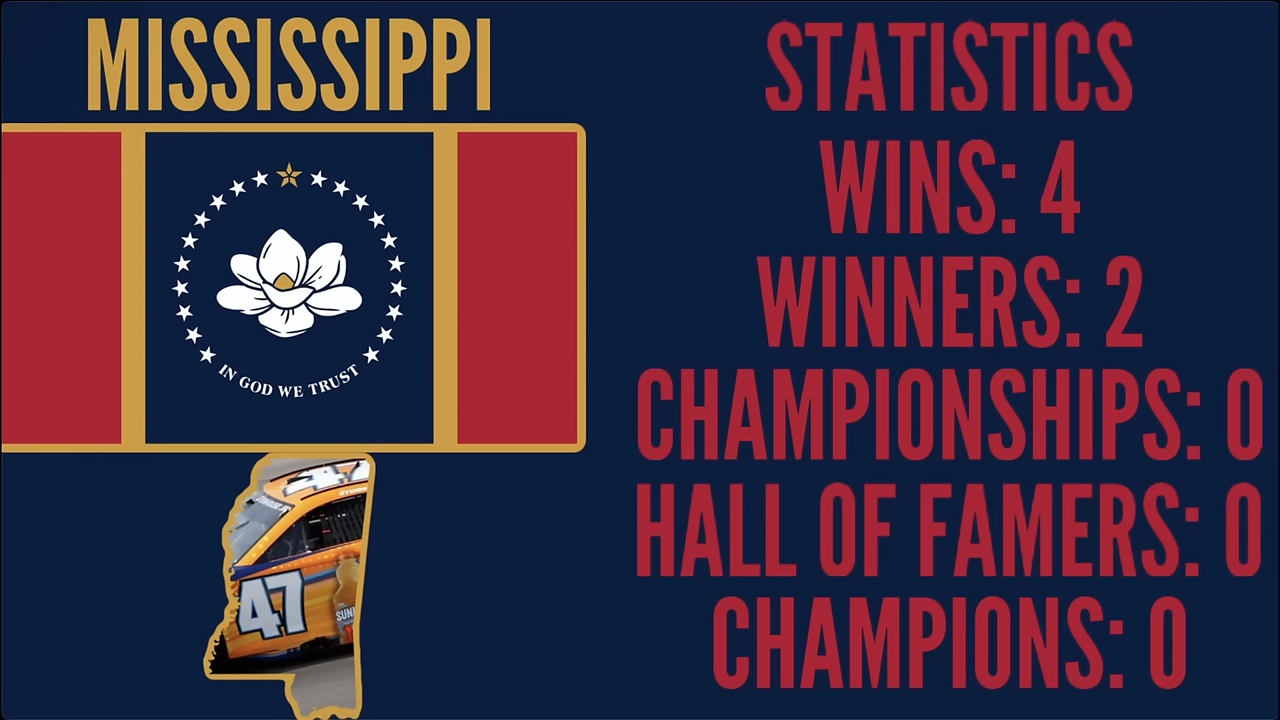 MISSISSIPPI
STATISTICS
WINS: 4
WINNERS: 2
CHAMPIONSHIPS: 0
HALL OF FAMERS: 0
CHAMPIONS: 0
IN GOD WE TRUST
47